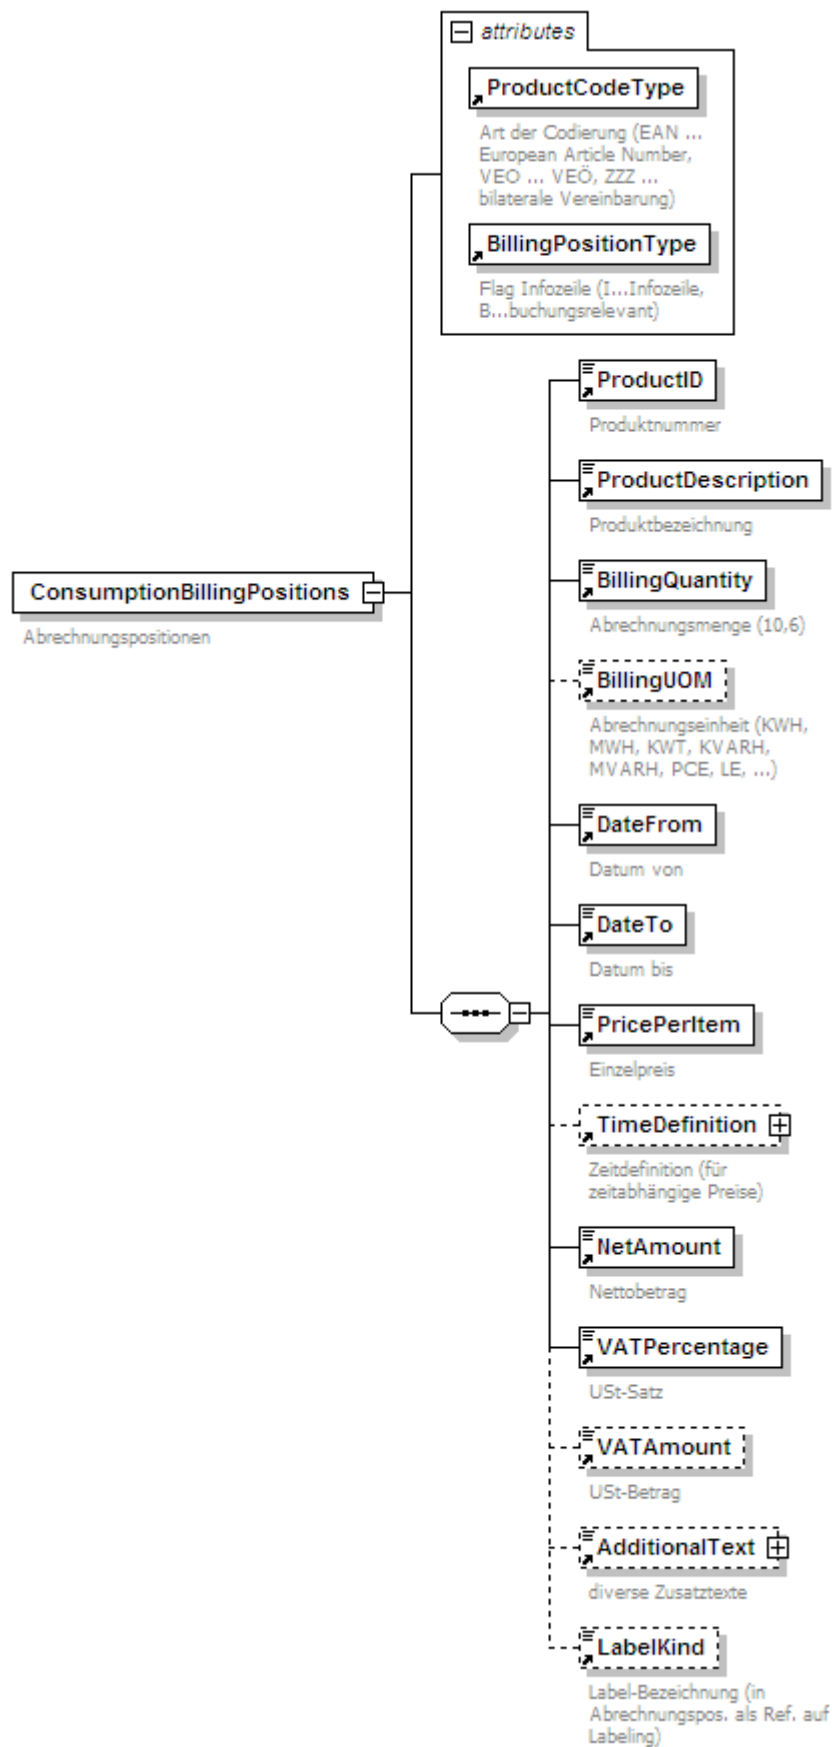 attributes
ProductCodeType
Art der Codierung (EAN ...
European Article Number,
VEO ... VEÖ, ZZZ ...
bilaterale Vereinbarung)
BillingPositionType
Flag Infozeile (I...Infozeile,
B...buchungsrelevant)
ProductID
Produktnummer
ProductDescription
Produktbezeichnung
BillingQuantity
Abrechnungsmenge (10,6)
ConsumptionBillingPositions
Abrechnungspositionen
BillingUOM
Abrechnungseinheit (KWH,
MWH, KWT, KVARH,
MVARH, PCE, LE, ...)
DateFrom
Datum von
DateTo
Datum bis
PricePerItem
Einzelpreis
TimeDefinition
Zeitdefinition (für
zeitabhängige Preise)
NetAmount
Nettobetrag
VATPercentage
USt-Satz
VATAmount
USt-Betrag
AdditionalText
diverse Zusatztexte
LabelKind
Label-Bezeichnung (in
Abrechnungspos. als Ref. auf
Labeling)